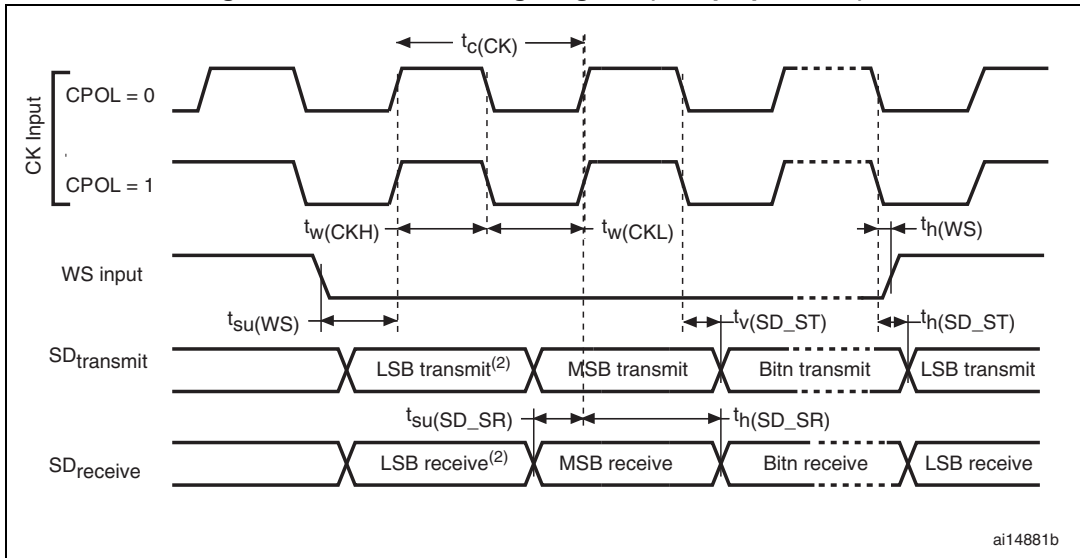 tc(CK)
CK Input
CPOL = 0
CPOL = 1
tw(CKH)
tw(CKL)
th(WS)
WS input
tsu(WS)
tv(SD_ST)
th(SD_ST)
SDtransmit
LSB transmit(2)
MSB transmit
Bitn transmit
LSB transmit
tsu(SD_SR)
th(SD_SR)
SDreceive
LSB receive(2)
MSB receive
Bitn receive
LSB receive
ai14881b